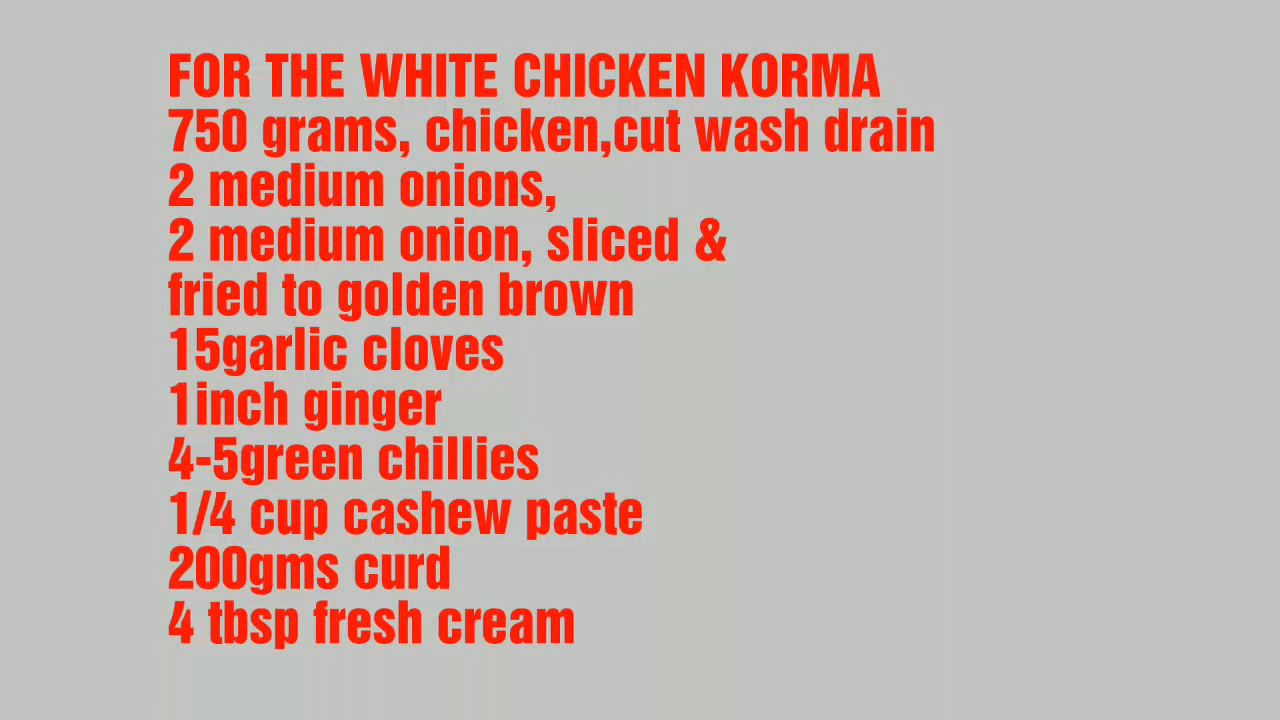 FOR THE WHITE CHICKEN KORMA
750 grams, chicken,cut wash drain
2 medium onions,
2 medium onion, sliced &
fried to golden brown
15garlic cloves
1inch ginger
4-5green chillies
1/4 cup cashew paste
200gms curd
4 tbsp fresh cream